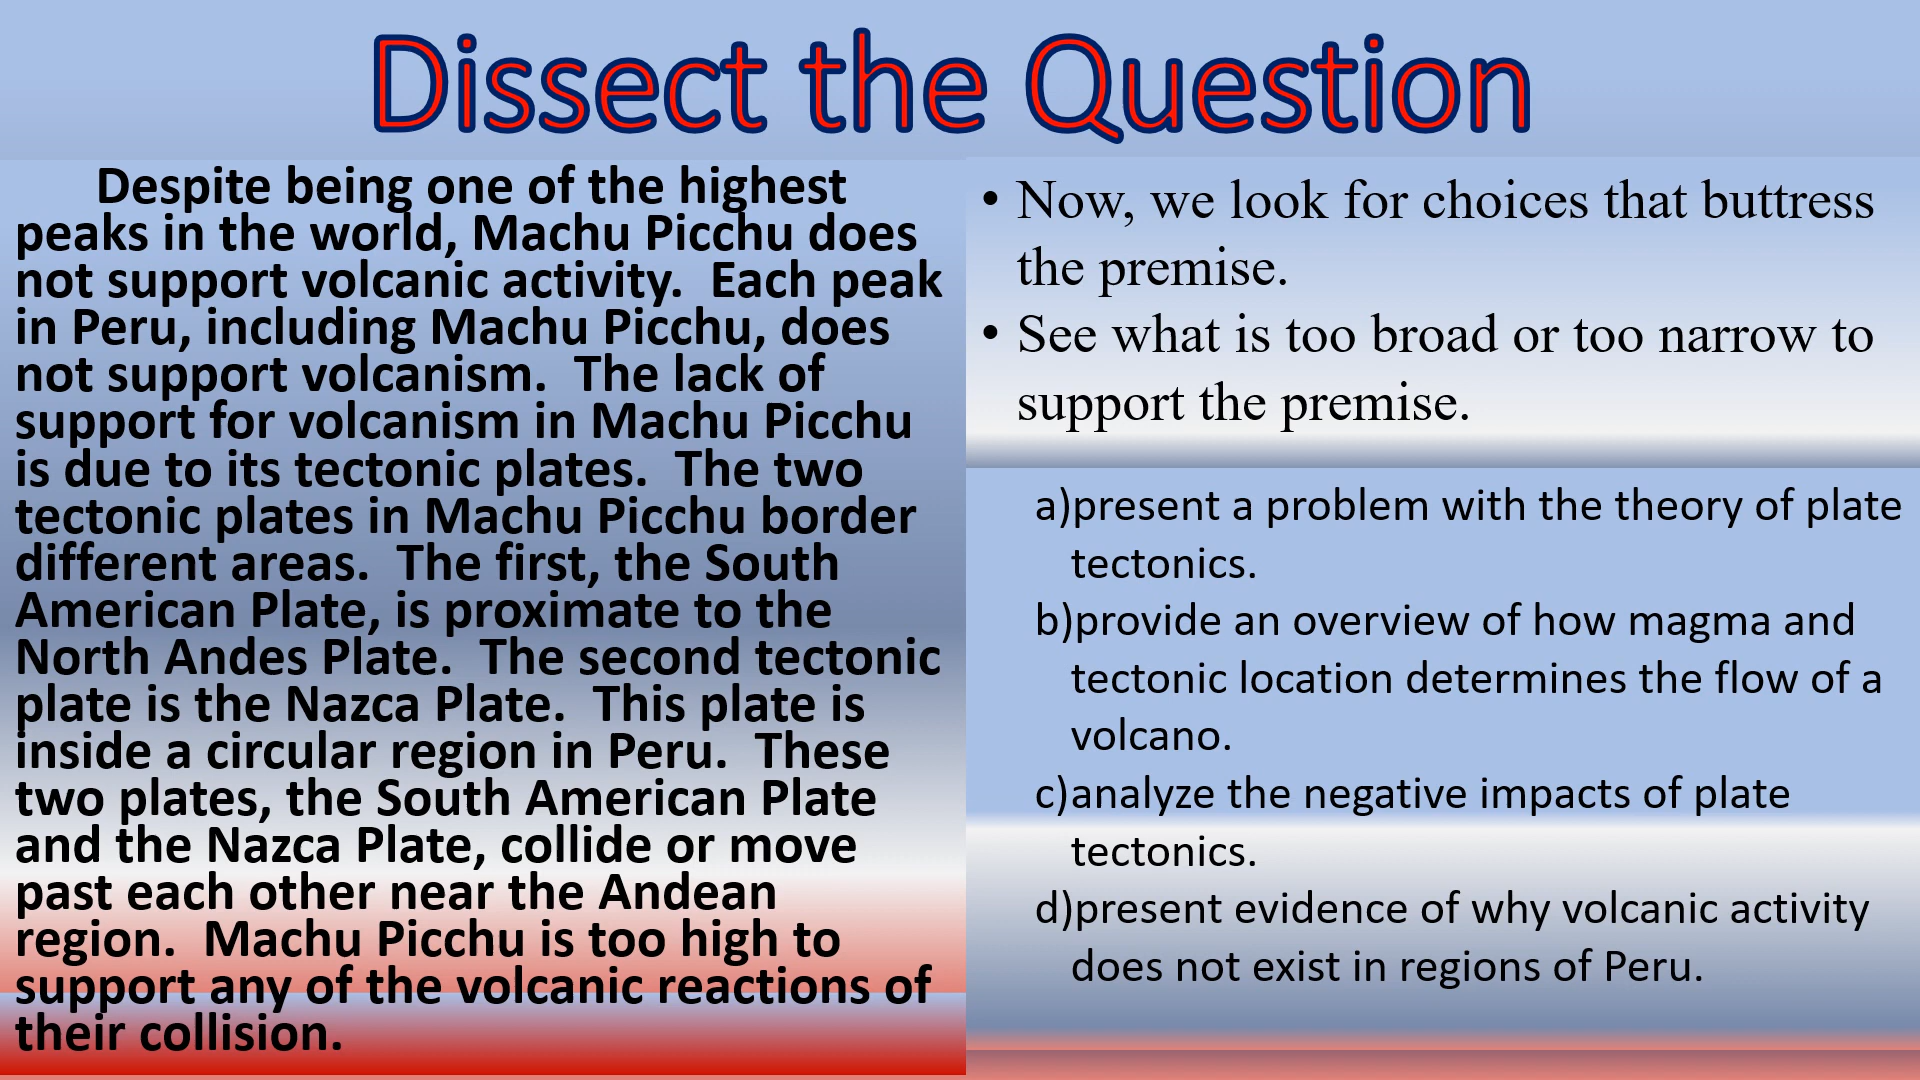 Dissect the Question
Despite being one of the highest
peaks in the world, Machu Picchu does
not support volcanic activity.  Each peak
in Peru, including Machu Picchu, does
not support volcanism.  The lack of
support for volcanism in Machu Picchu
is due to its tectonic plates.  The two
tectonic plates in Machu Picchu border
different areas.  The first, the South
American Plate, is proximate to the
North Andes Plate.  The second tectonic
plate is the Nazca Plate.  This plate is
inside a circular region in Peru.  These
two plates, the South American Plate
and the Nazca Plate, collide or move
past each other near the Andean
region.  Machu Picchu is too high to
support any of the volcanic reactions of
their collision.
• Now, we look for choices that buttress
the premise.
• See what is too broad or too narrow to
support the premise.
a)present a problem with the theory of plate
tectonics.
b)provide an overview of how magma and
tectonic location determines the flow of a
volcano.
c)analyze the negative impacts of plate
tectonics.
d)present evidence of why volcanic activity
does not exist in regions of Peru.